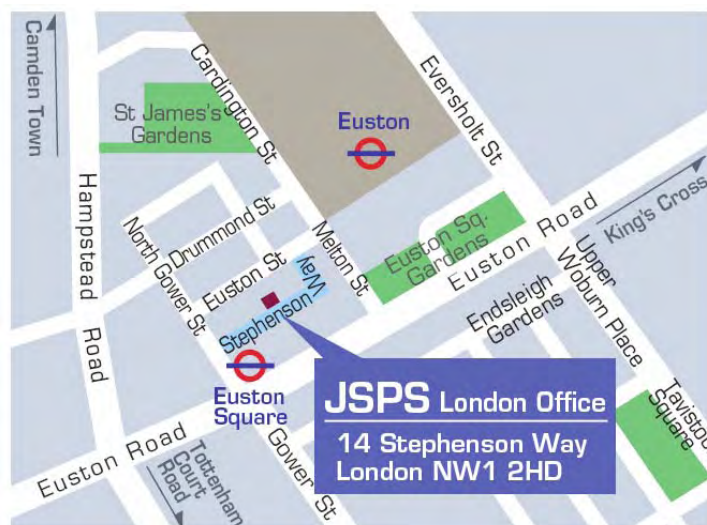 Camden Town
Cardington St
Eversholt St
St James's
Gardens
Euston
Hampstead Road
Drummond St
North Gower St
Melton St
Euston Sq.
Gardens
Euston Road
King's Cross
Euston St
Stephenson Way
Upper
Woburn Place
Endsleigh
Gardens
Euston
Square
JSPS London Office
14 Stephenson Way
London NW1 2HD
Square
Euston Road
Tottenham
Court
Road
Gower St